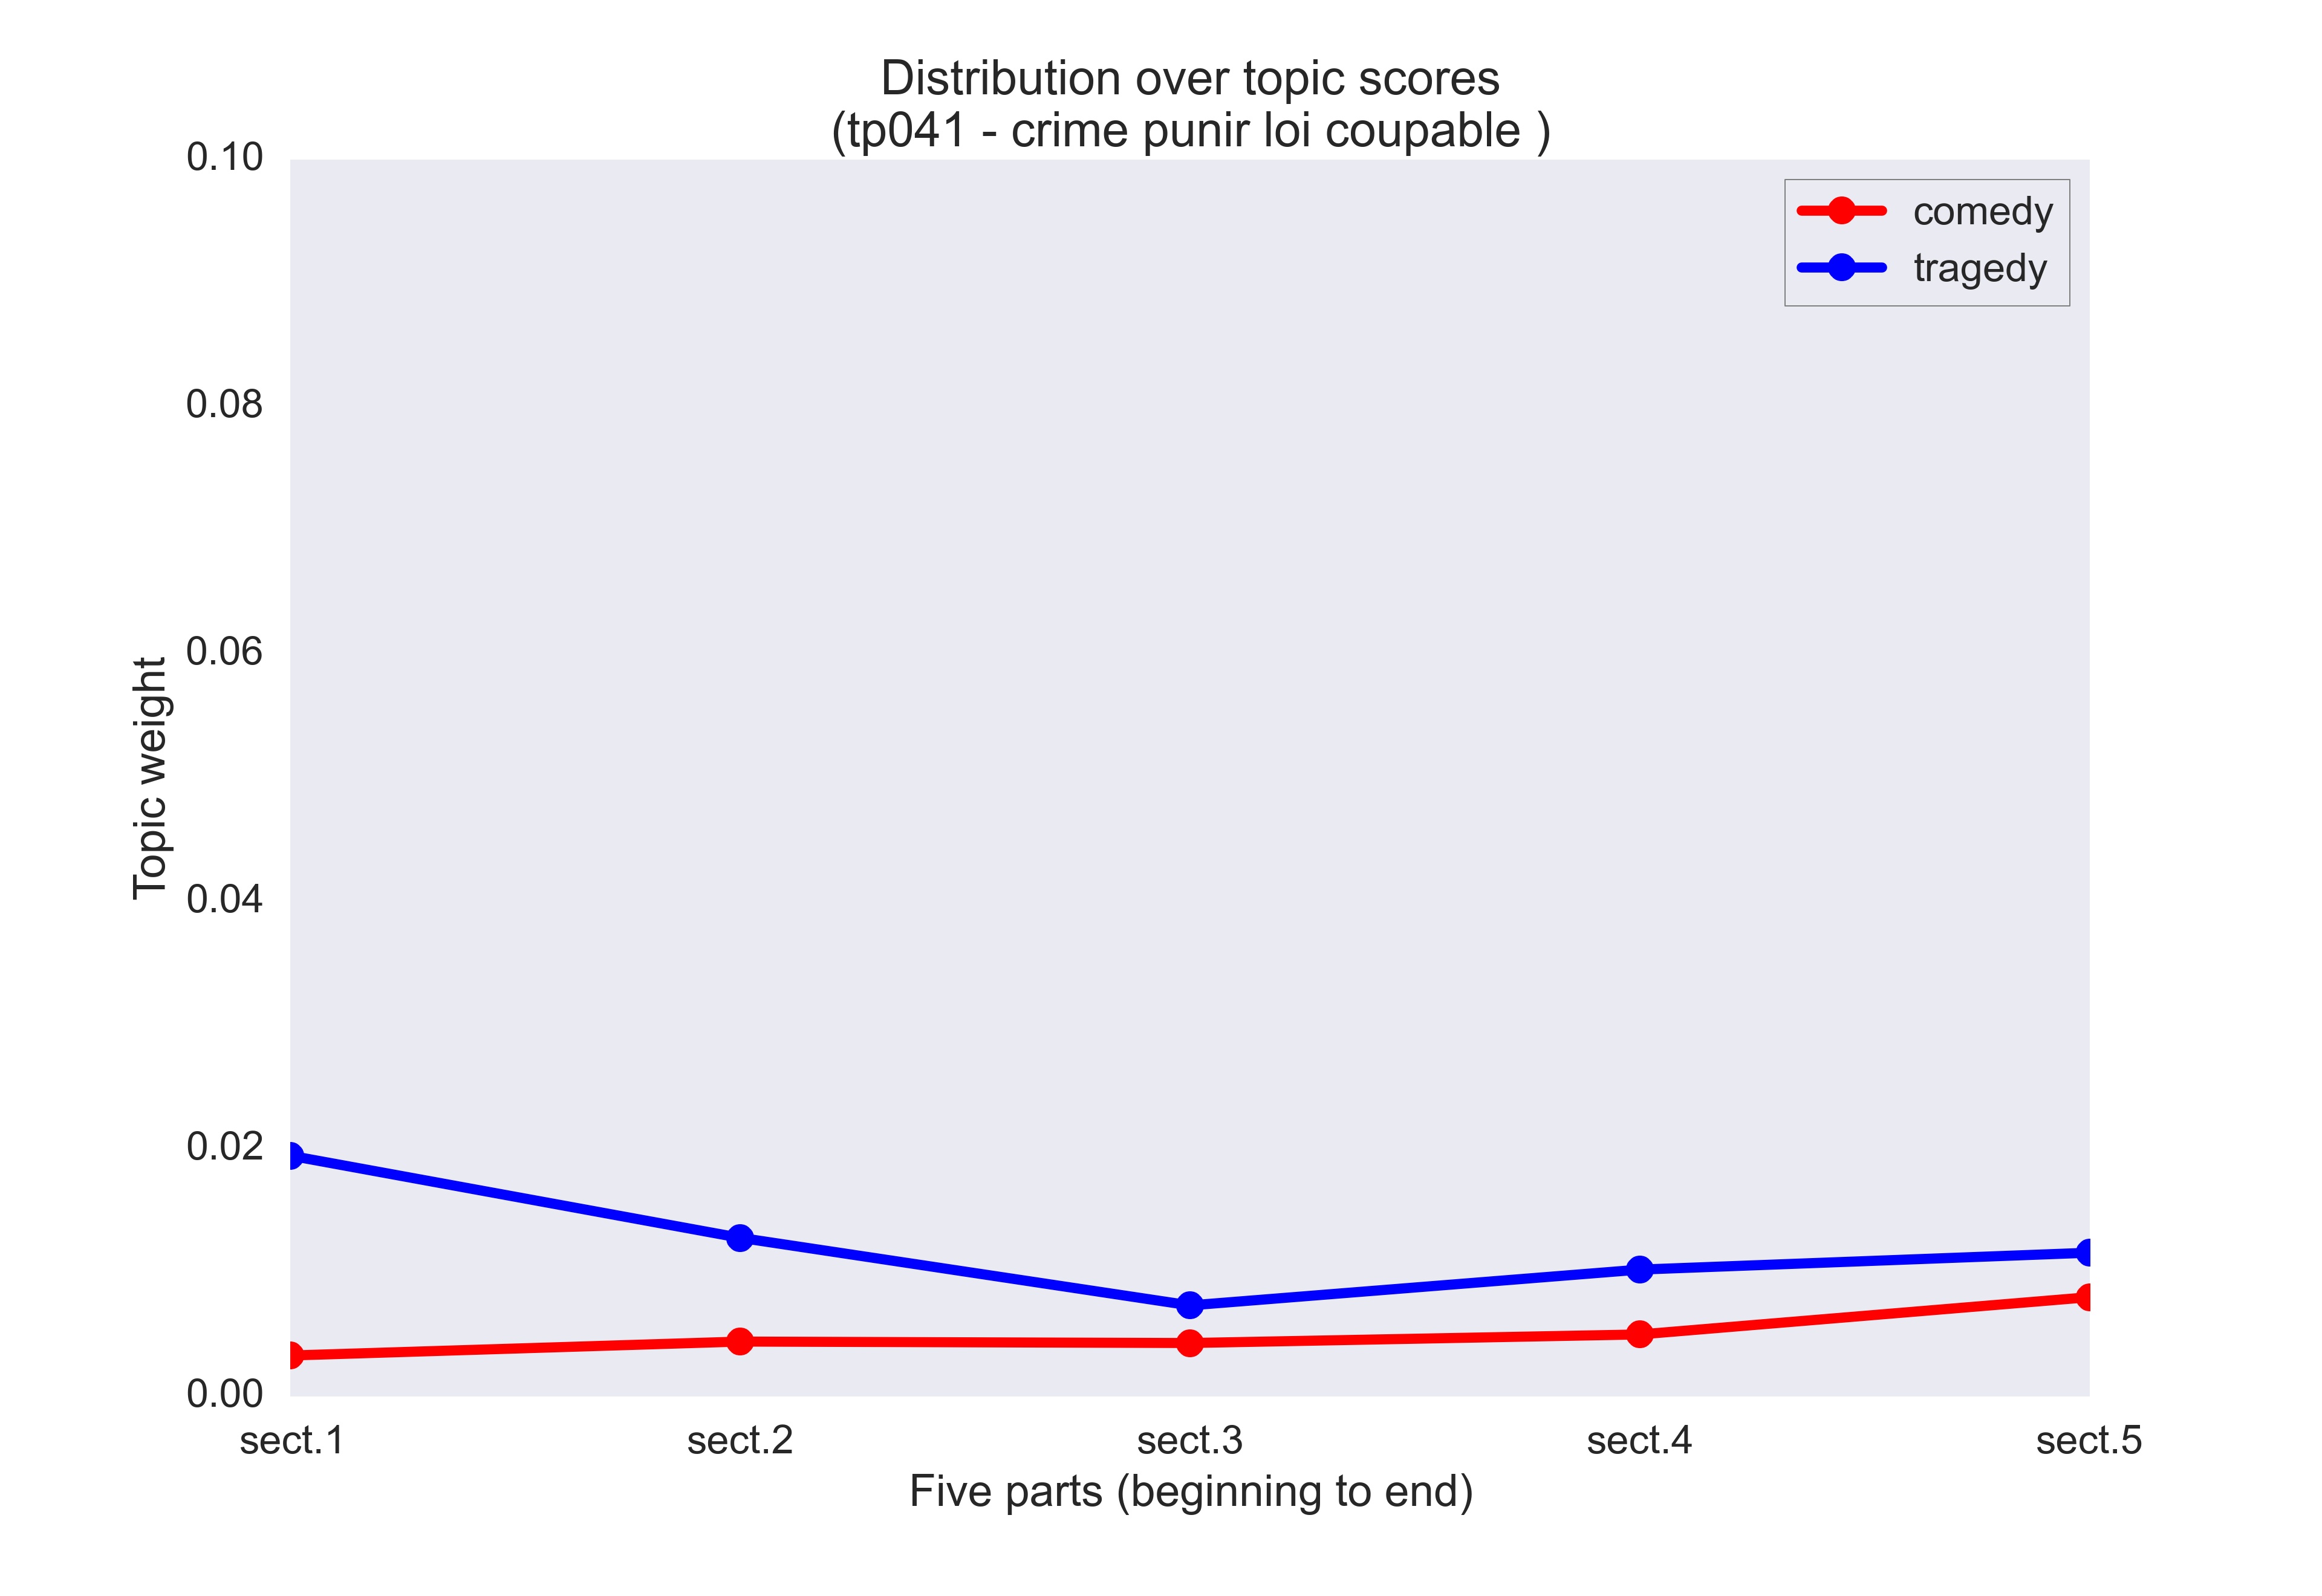 Distribution over topic scores
(tp041 - crime punir loi coupable )
0.10
comedy
tragedy
0.08
0.06
0.04
0.02
0.00
Topic weight
sect.1 sect.2 sect.3 sect.4 sect.5
Five parts (beginning to end)